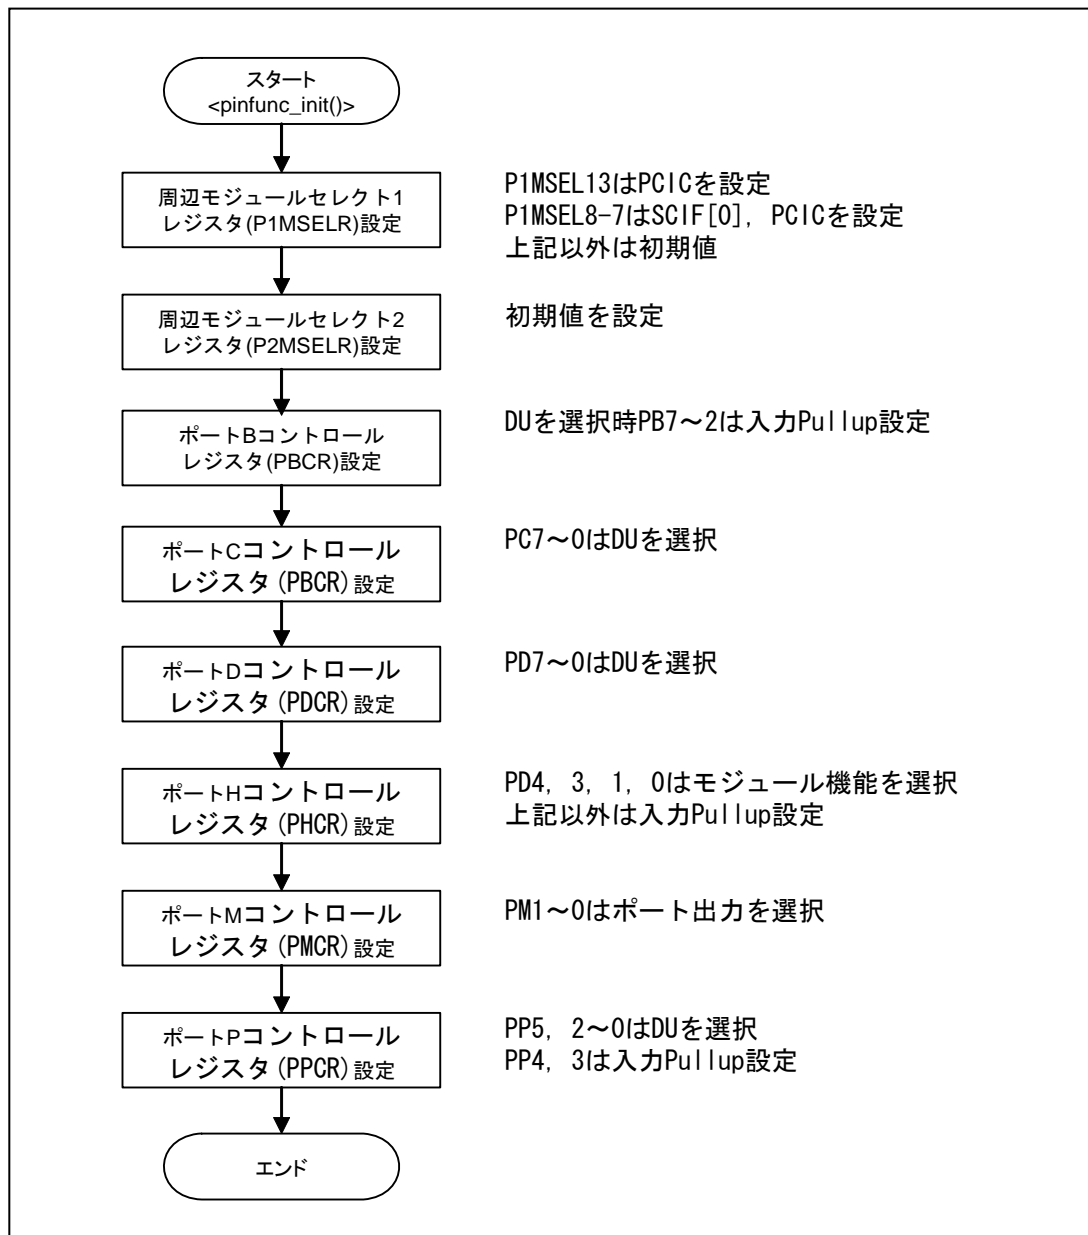 スタート
<pinfunc_init()>
周辺モジュールセレクト1
レジスタ(P1MSELR)設定
P1MSEL13はPCICを設定
P1MSEL8-7はSCIF[0], PCICを設定
上記以外は初期値
周辺モジュールセレクト2
レジスタ(P2MSELR)設定
初期値を設定
ポートBコントロール
レジスタ(PBCR)設定
DUを選択時PB7～2は入力Pullup設定
ポートCコントロール
レジスタ(PBCR)設定
PC7～0はDUを選択
ポートDコントロール
レジスタ(PDCR)設定
PD7～0はDUを選択
ポートHコントロール
レジスタ(PHCR)設定
PD4, 3, 1, 0はモジュール機能を選択
上記以外は入力Pullup設定
ポートMコントロール
レジスタ(PMCR)設定
PM1～0はポート出力を選択
ポートPコントロール
レジスタ(PPCR)設定
PP5, 2～0はDUを選択
PP4, 3は入力Pullup設定
エンド